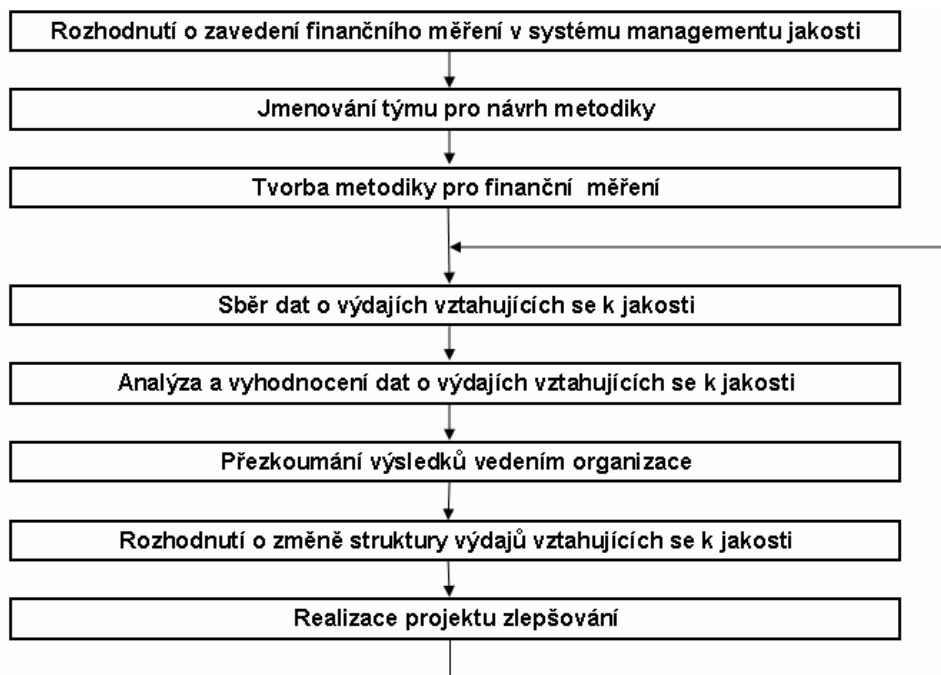 Rozhodnutí o zavedení finančního měření v systému managementu jakosti
Jmenování týmu pro návrh metodiky
Tvorba metodiky pro finanční měření
Sběr dat o výdajích vztahujících se k jakosti
Analýza a vyhodnocení dat o výdajích vztahujících se k jakosti
Přezkoumání výsledků vedením organizace
Rozhodnutí o změně struktury výdajů vztahujících se k jakosti
Realizace projektu zlepšování